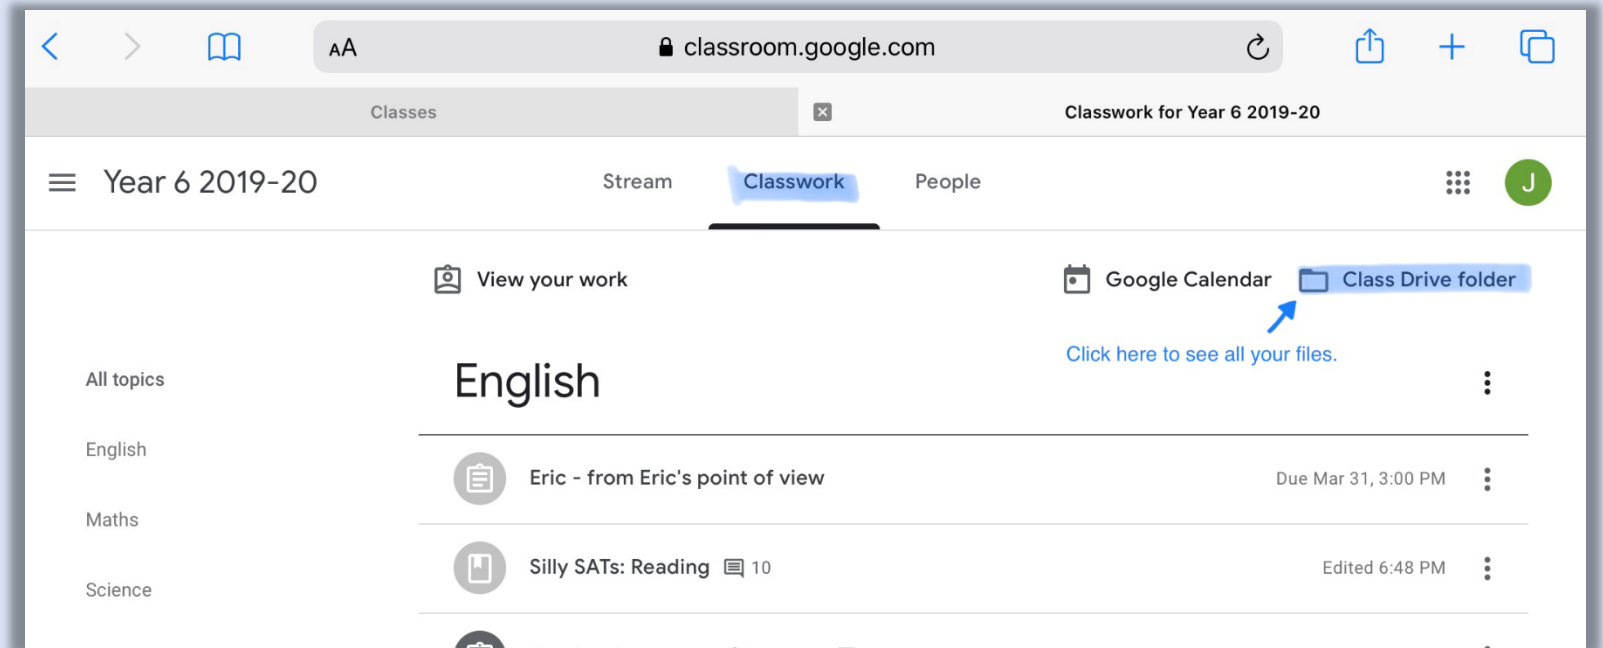 AA
classroom.google.com
Classes
Classwork for Year 6 2019-20
Year 6 2019-20
Stream
Classwork
People
J
View your work
Google Calendar
Class Drive folder
Click here to see all your files.
All topics
English
Maths
Science
English
Eric - from Eric's point of view
Due Mar 31, 3:00 PM
Silly SATs: Reading 10
Edited 6:48 PM